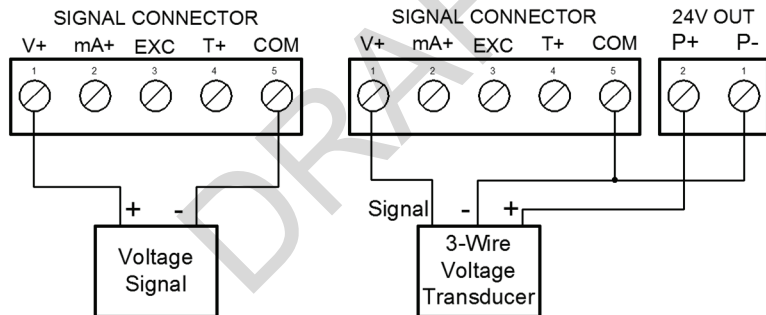 SIGNAL CONNECTOR
V+ mA+ EXC T+ COM
1 2 3 4 5
+ -
Voltage
Signal
SIGNAL CONNECTOR
V+ mA+ EXC T+ COM
1 2 3 4 5
24V OUT
P+ P-
2 1
Signal - +
3-Wire
Voltage
Transducer
DRAF